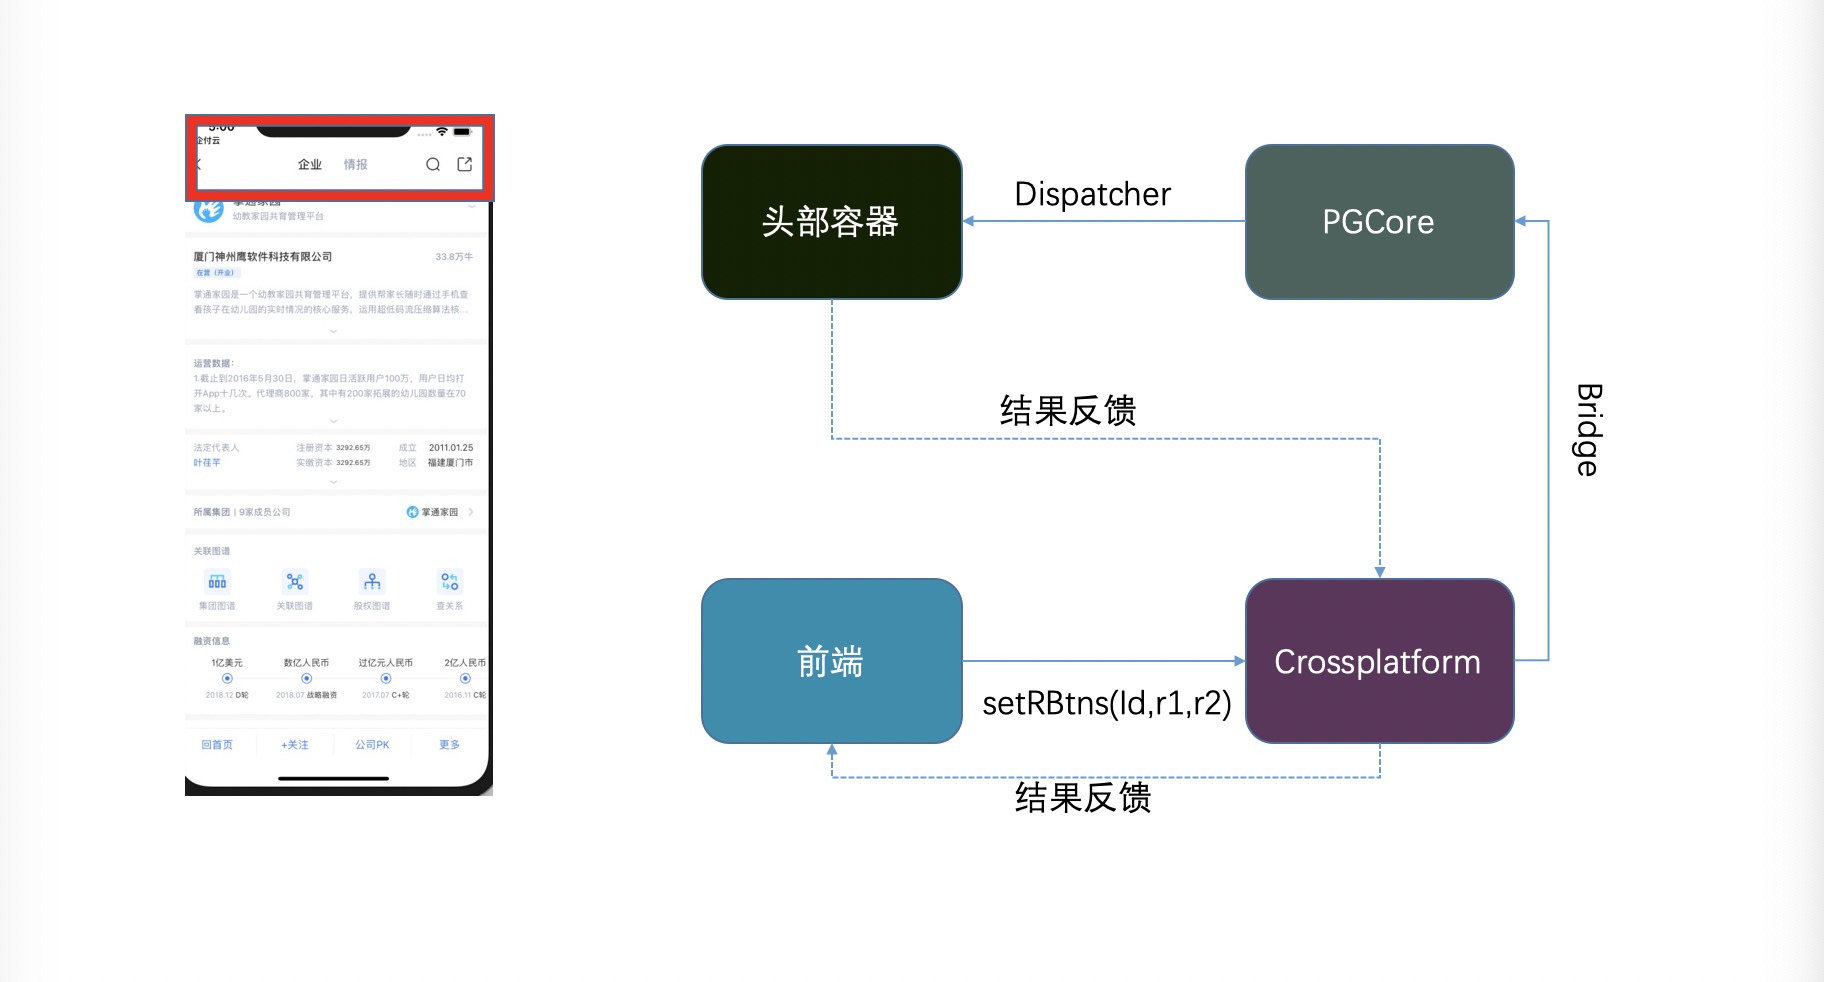 企付云
企业 情报
幼教家园共育管理平台
厦门神州鹰软件科技有限公司 33.8万牛
在营（开业）
掌通家园是一个幼教家园共育管理平台，提供帮家长随时通过手机查
看孩子在幼儿园的实时情况的核心服务，运用超低码流压缩算法核...
运营数据：
1.截止到2016年5月30日，掌通家园日活跃用户100万，用户日均打
开App十几次。代理商800家，其中有200家拓展的幼儿园数量在70
家以上。
法定代表人 注册资本 3292.65万 成立 2011.01.25
叶荏芊 实缴资本 3292.65万 地区 福建厦门市
所属集团 | 9家成员公司 掌通家园
关联图谱
集团图谱 关联图谱 股权图谱 查关系
融资信息
1亿美元 数亿人民币 过亿元人民币 2亿人民币
2018.12 D轮 2018.07 战略融资 2017.07 C+轮 2016.11 C轮
回首页 +关注 公司PK 更多
头部容器
Dispatcher
PGCore
结果反馈
Bridge
前端
setRBtns(Id,r1,r2)
Crossplatform
结果反馈